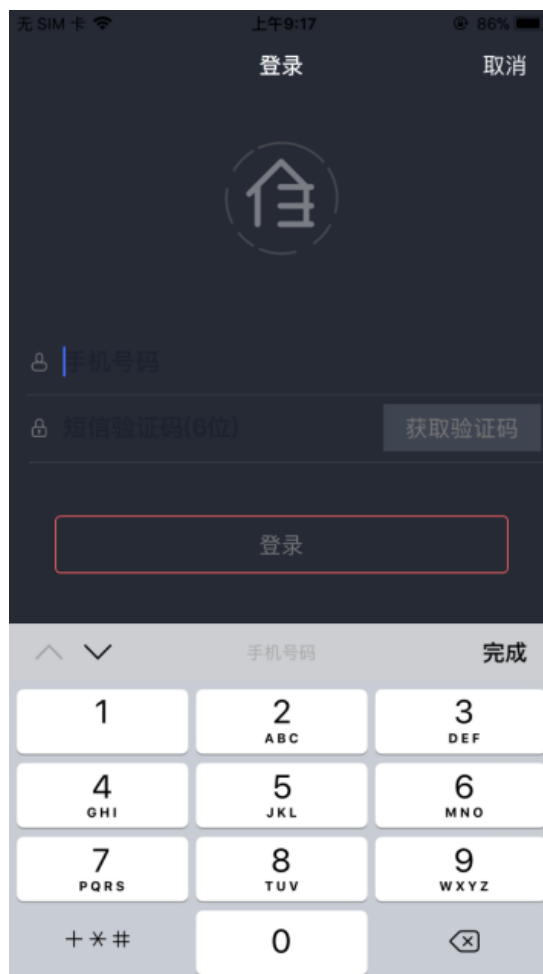 无 SIM 卡 上午9:17 86%
登录 取消
手机号码
短信验证码(6位) 获取验证码
登录
手机号码 完成
1 2 3
ABC DEF
4 5 6
GHI JKL MNO
7 8 9
PQRS TUV WXYZ
+*# 0